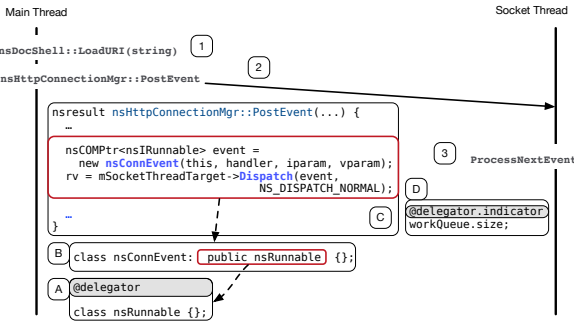 Main Thread
Socket Thread
nsDocShell::LoadURI(string)
1
nsHttpConnectionMgr::PostEvent
2
nsresult nsHttpConnectionMgr::PostEvent(...) {
…
nsCOMPtr<nsIRunnable> event =
new nsConnEvent(this, handler, iparam, vparam);
rv = mSocketThreadTarget->Dispatch(event,
NS_DISPATCH_NORMAL);
…
}
C
3
ProcessNextEvent
D
@delegator.indicator
workQueue.size;
B
class nsConnEvent: public nsRunnable {};
A
@delegator
class nsRunnable {};